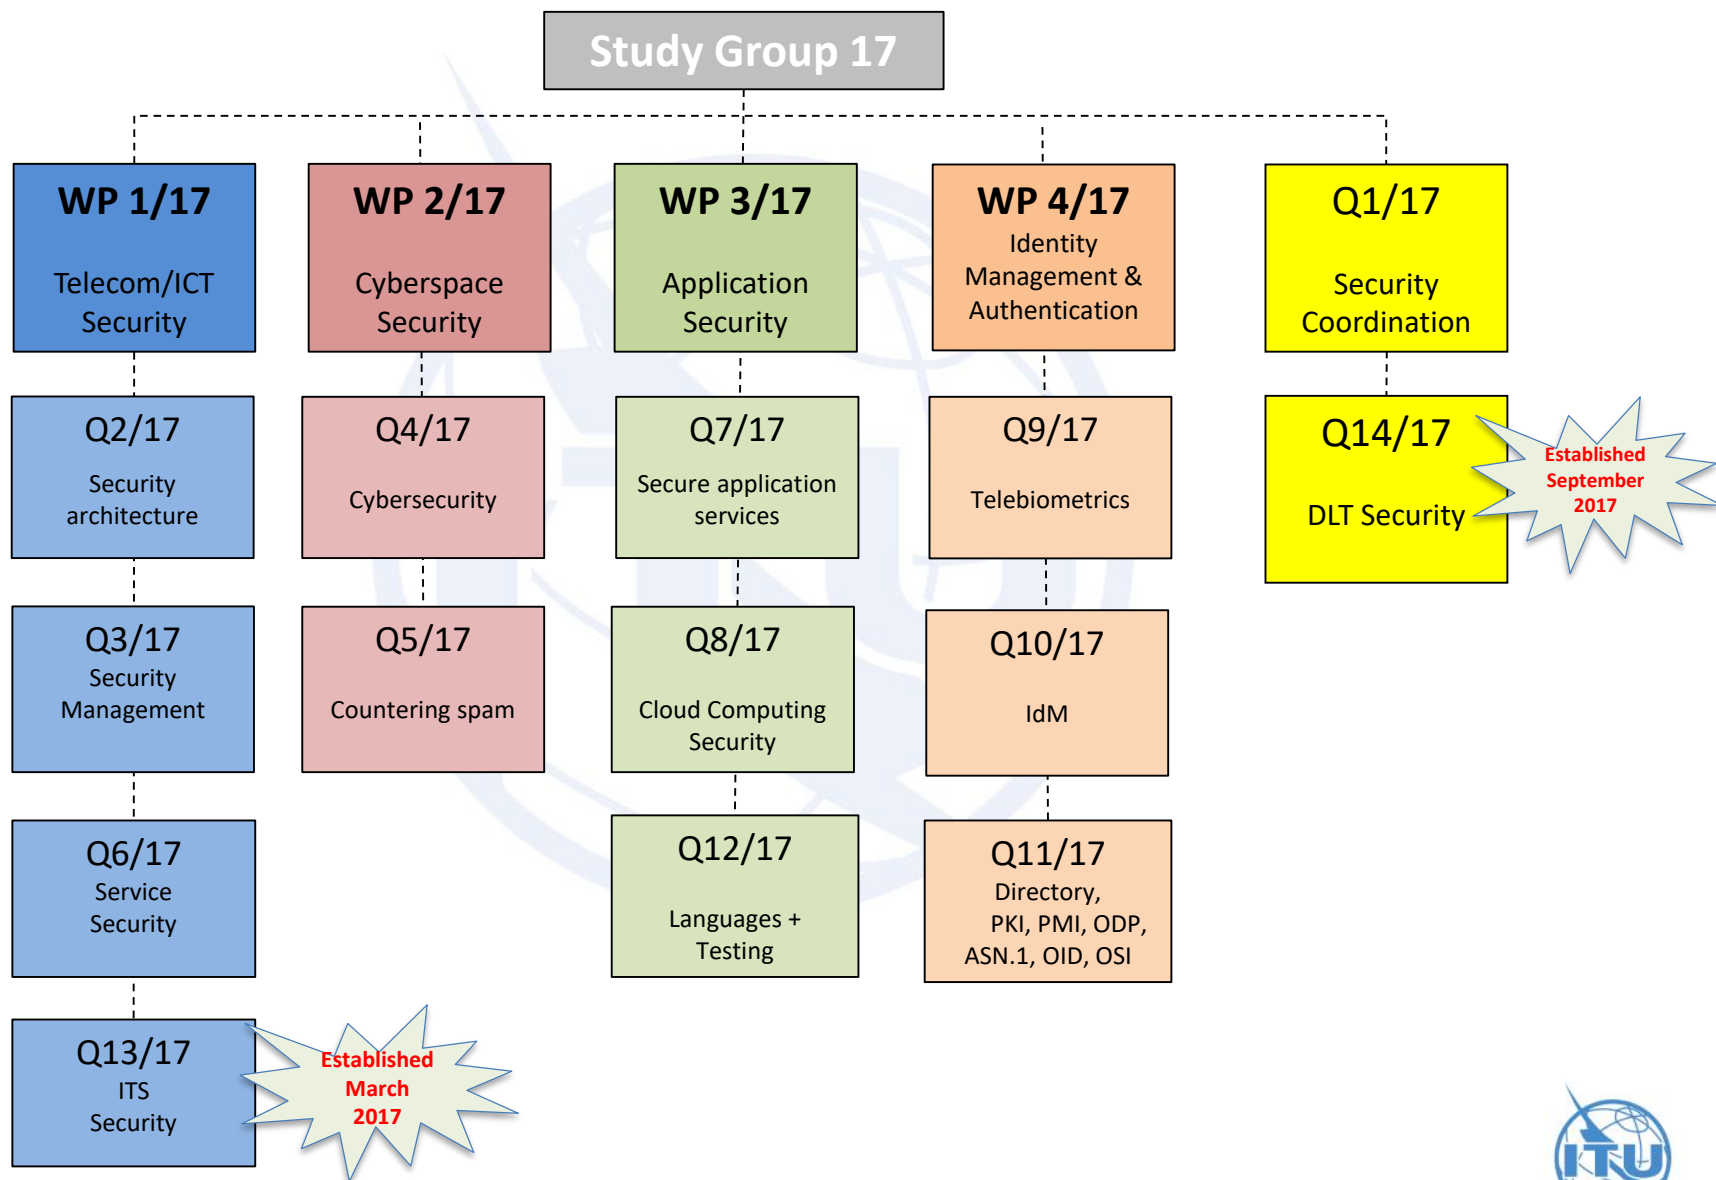 Study Group 17
WP 1/17
Telecom/ICT
Security
WP 2/17
Cyberspace
Security
WP 3/17
Application
Security
WP 4/17
Identity
Management &
Authentication
Q1/17
Security
Coordination
Q2/17
Security
architecture
Q4/17
Cybersecurity
Q7/17
Secure application
services
Q9/17
Telebiometrics
Q14/17
DLT Security
Established
September
2017
Q3/17
Security
Management
Q5/17
Countering spam
Q8/17
Cloud Computing
Security
Q10/17
IdM
Q6/17
Service
Security
Q12/17
Languages +
Testing
Q11/17
Directory,
PKI, PMI, ODP,
ASN.1, OID, OSI
Q13/17
ITS
Security
Established
March
2017
ITU
ITU